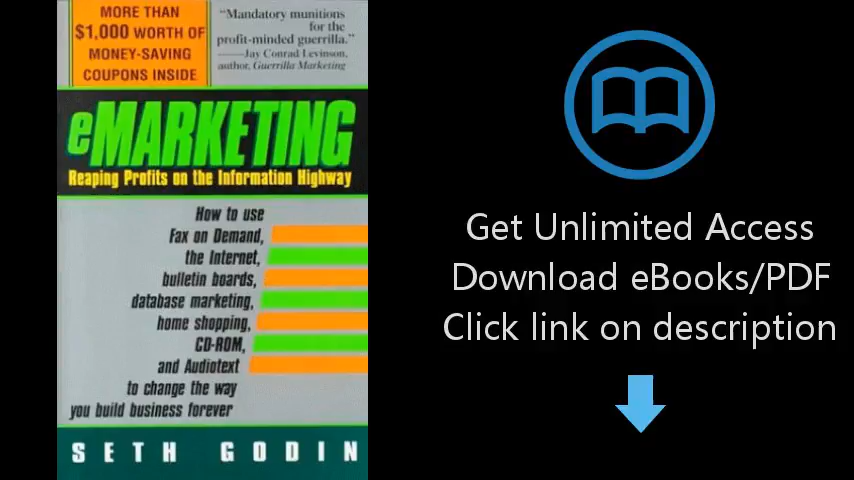 MORE THAN
$1,000 WORTH OF
MONEY-SAVING
COUPONS INSIDE
“Mandatory munitions
for the
profit-minded guerrilla.”
——Jay Conrad Levinson,
author, Guerrilla Marketing
eMARKETING
Reaping Profits on the Information Highway
How to use
Fax on Demand,
the Internet,
bulletin boards,
database marketing,
home shopping,
CD-ROM,
and Audiotext
to change the way
you build business forever
SETH GODIN
Get Unlimited Access
Download eBooks/PDF
Click link on description